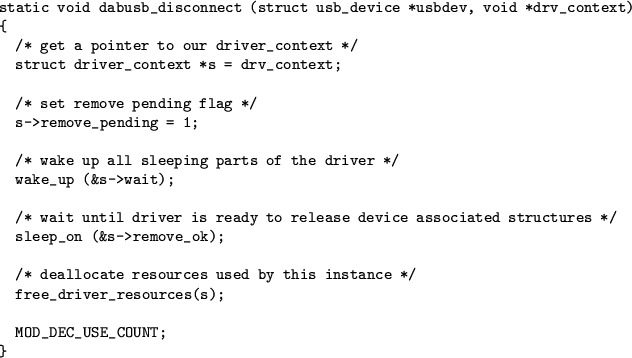 static void dabusb_disconnect (struct usb_device *usbdev, void *drv_context)
{
  /* get a pointer to our driver_context */
  struct driver_context *s = drv_context;

  /* set remove pending flag */
  s->remove_pending = 1;

  /* wake up all sleeping parts of the driver */
  wake_up (&s->wait);

  /* wait until driver is ready to release device associated structures */
  sleep_on (&s->remove_ok);

  /* deallocate resources used by this instance */
  free_driver_resources(s);

  MOD_DEC_USE_COUNT;
}